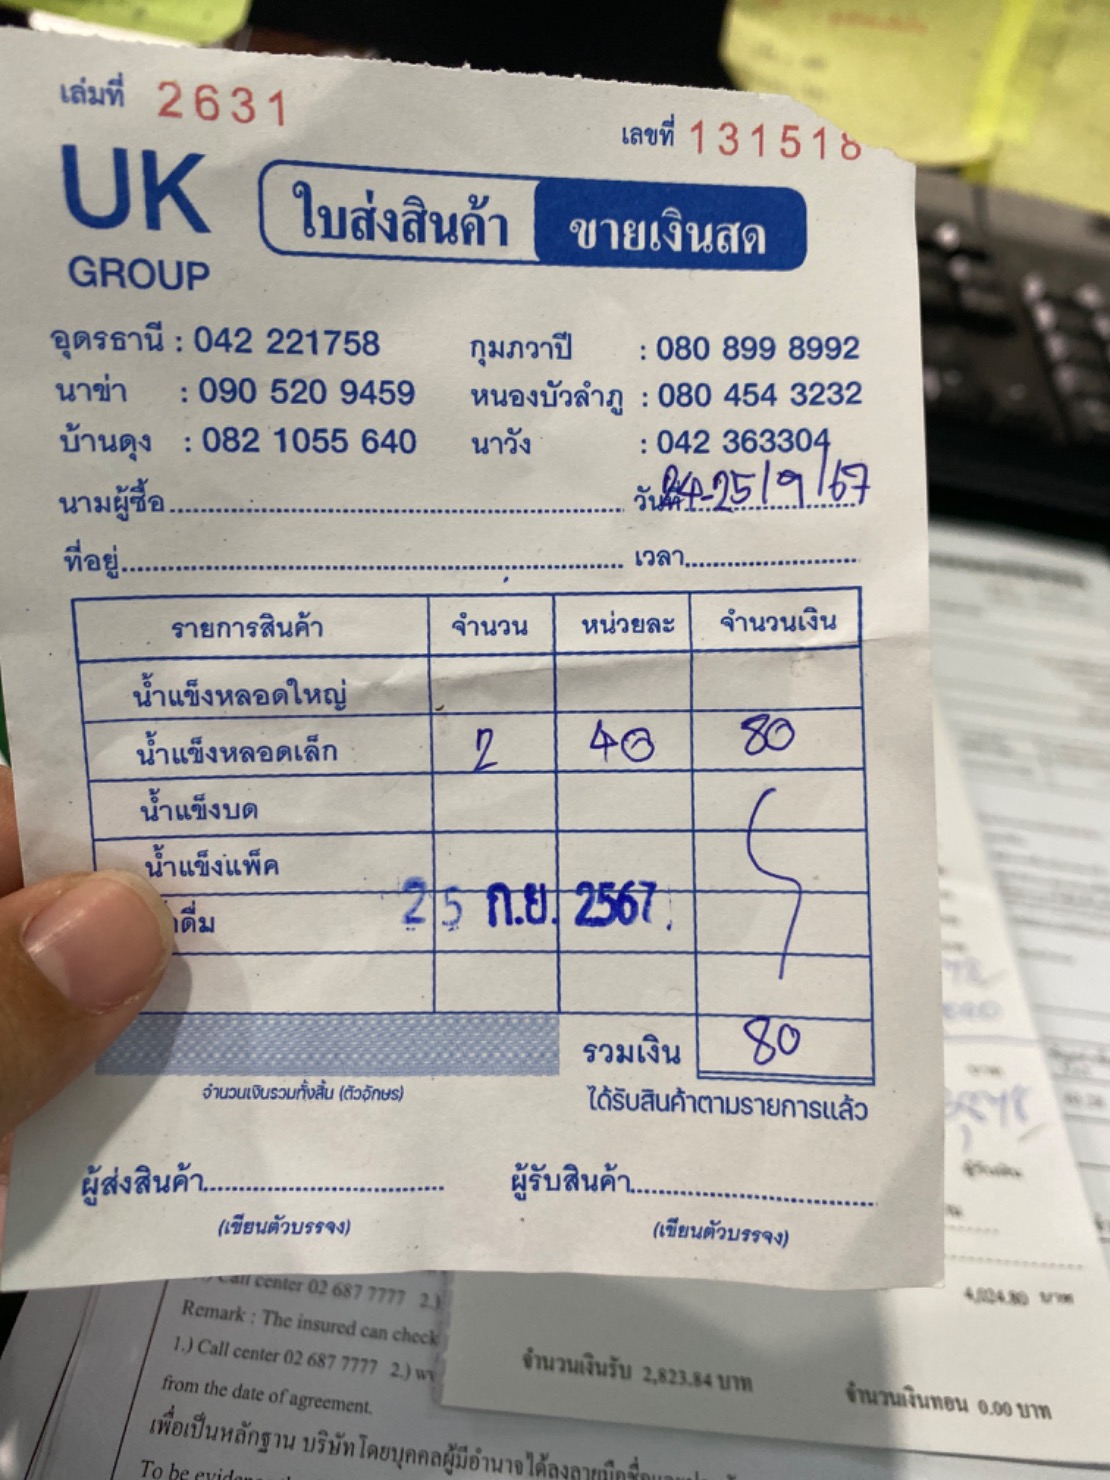 เล่มที่ 2631
เลขที่ 131518
UK
GROUP
ใบส่งสินค้า ขายเงินสด
อุดรธานี : 042 221758 กุมภวาปี : 080 899 8992
นาข่า : 090 520 9459 หนองบัวลำภู : 080 454 3232
บ้านดุง : 082 1055 640 นาวัง : 042 363304
นามผู้ซื้อ วันที่ 24-25/9/67
ที่อยู่ เวลา
รายการสินค้า จำนวน หน่วยละ จำนวนเงิน
น้ำแข็งหลอดใหญ่
น้ำแข็งหลอดเล็ก 2 40 80
น้ำแข็งบด
น้ำแข็งแพ็ค
ดื่ม
25 ก.ย. 2567
รวมเงิน 80
จำนวนเงินรวมทั้งสิ้น (ตัวอักษร)
ได้รับสินค้าตามรายการแล้ว
ผู้ส่งสินค้า ผู้รับสินค้า
(เขียนตัวบรรจง) (เขียนตัวบรรจง)
Call center 02 687 7777 2.)
Remark : The insured can check
1.) Call center 02 687 7777 2.)
from the date of agreement.
เพื่อเป็นหลักฐาน บริษัทโดยบุคคลผู้มีอำนาจได้ลงลายมือชื่อ
To be
4,024.80 บาท
จำนวนเงินรับ 2,823.84 บาท
จำนวนเงินทอน 0.00 บาท